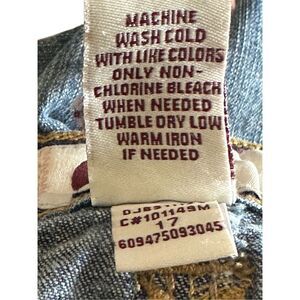 MACHINE
WASH COLD
WITH LIKE COLORS
ONLY NON-
CHLORINE BLEACH
WHEN NEEDED
TUMBLE DRY LOW
WARM IRON
IF NEEDED
C#101149M
17
609475093045